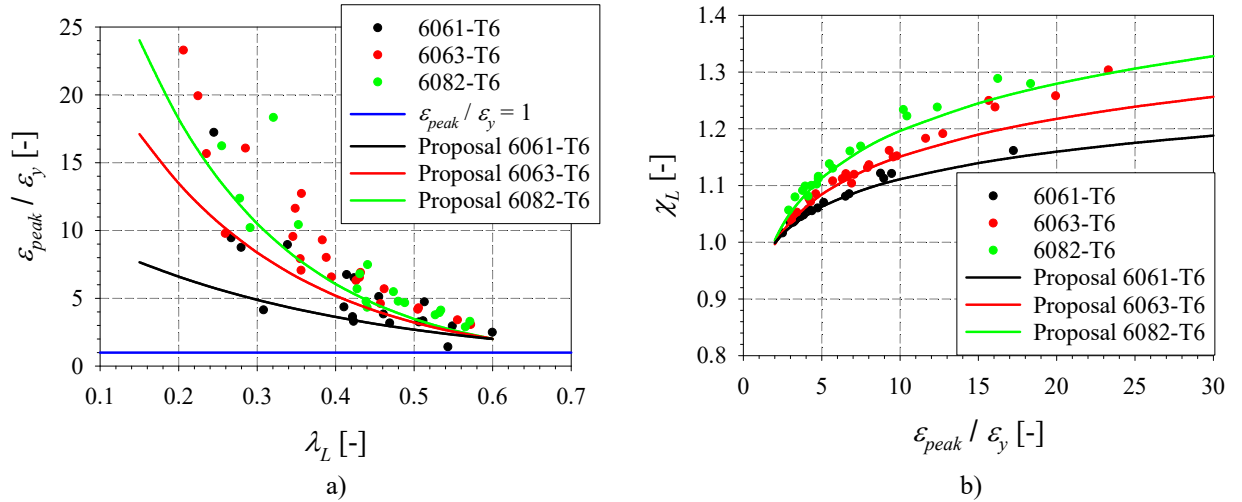 25
20
15
10
5
0
0.1 0.2 0.3 0.4 0.5 0.6 0.7
ε_peak / ε_y [-]
λ_L [-]
6061-T6
6063-T6
6082-T6
ε_peak / ε_y = 1
Proposal 6061-T6
Proposal 6063-T6
Proposal 6082-T6
a)
1.4
1.3
1.2
1.1
1.0
0.9
0.8
0 5 10 15 20 25 30
χ_L [-]
ε_peak / ε_y [-]
6061-T6
6063-T6
6082-T6
Proposal 6061-T6
Proposal 6063-T6
Proposal 6082-T6
b)